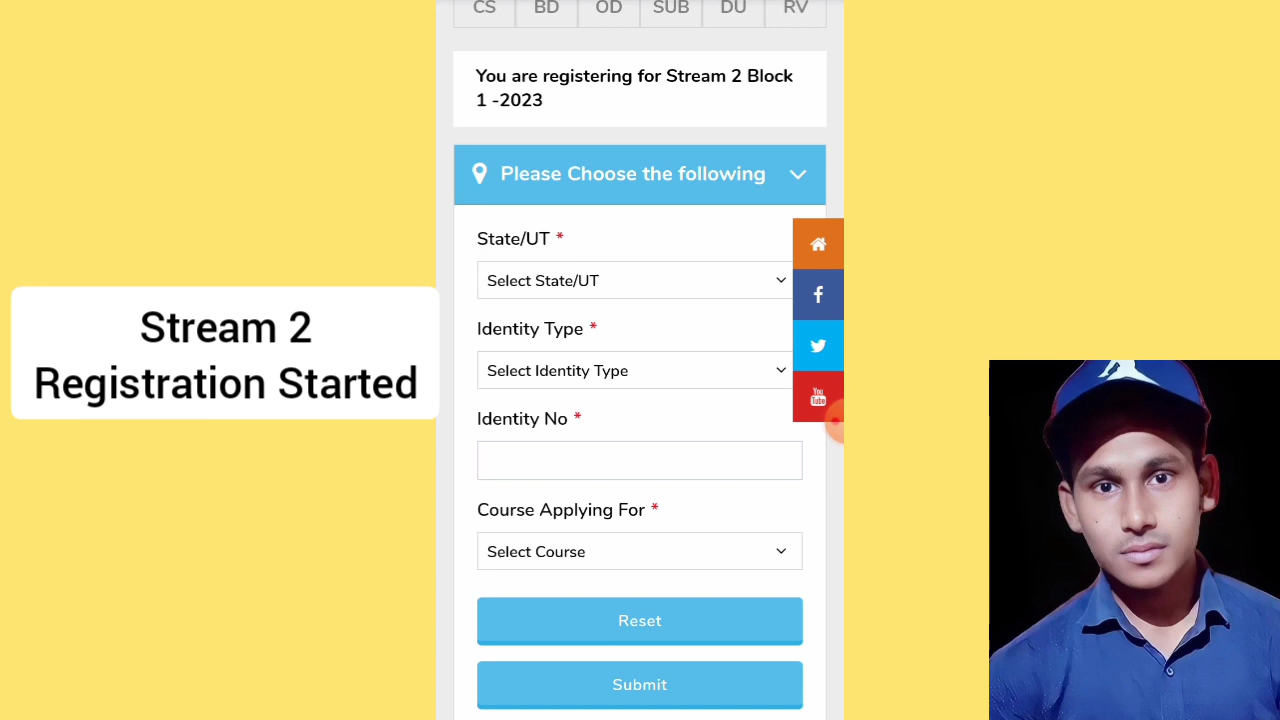 CS BD OD SUB DU RV
You are registering for Stream 2 Block
1 -2023
Please Choose the following
State/UT *
Select State/UT
Identity Type *
Select Identity Type
Identity No *
Course Applying For *
Select Course
Reset
Submit
Stream 2
Registration Started
You
Tube